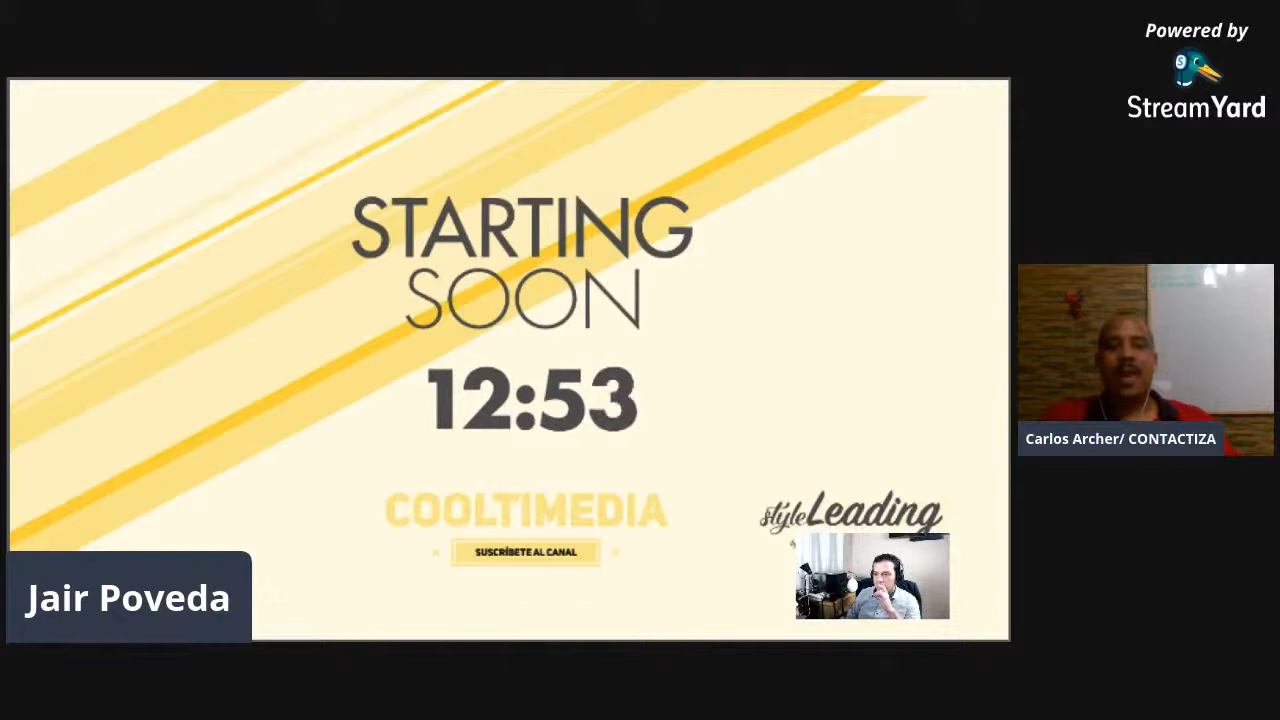 Powered by
StreamYard
STARTING
SOON
12:53
COOLTIMEDIA
SUSCRÍBETE AL CANAL
styleLeading
Carlos Archer/ CONTACTIZA
Jair Poveda